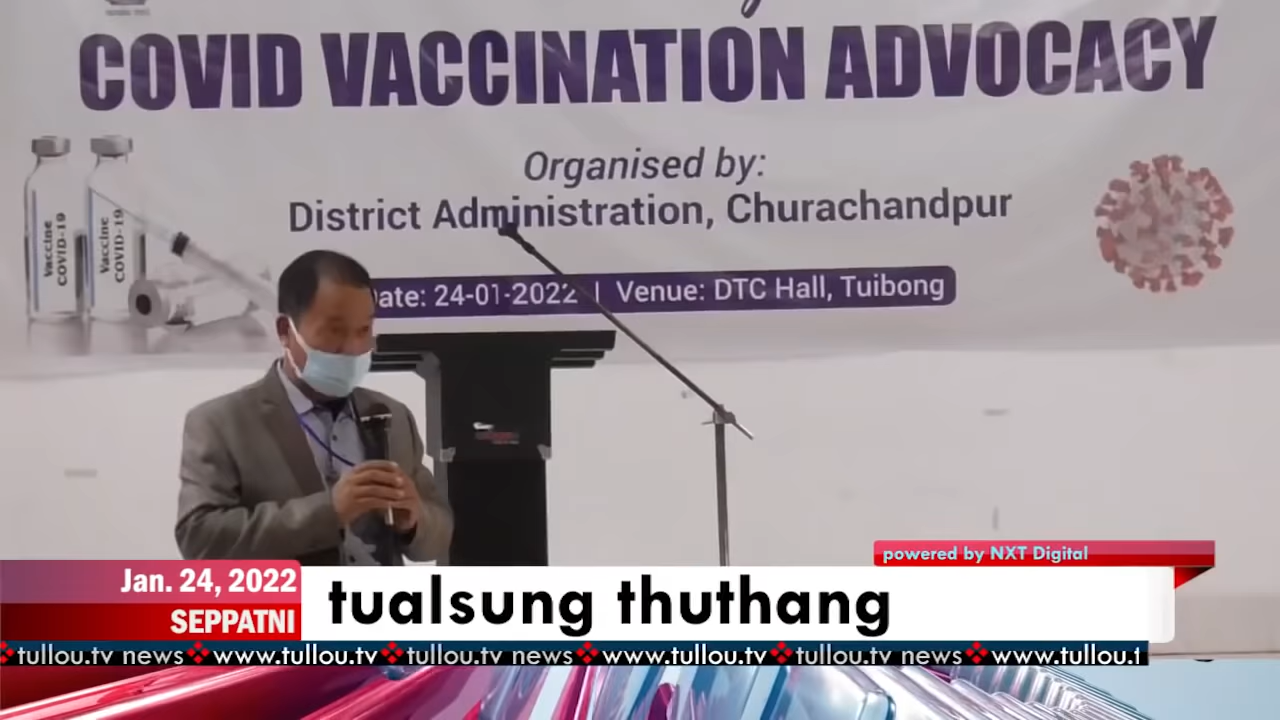 COVID VACCINATION ADVOCACY
Organised by:
District Administration, Churachandpur
ate: 24-01-2022 | Venue: DTC Hall, Tuibong
Vaccine COVID-19
Vaccine COVID-19
powered by NXT Digital
Jan. 24, 2022
SEPPATNI
tualsung thuthang
tullou.tv news ❖ www.tullou.tv ❖ tullou.tv news ❖ www.tullou.tv ❖ tullou.tv news ❖ www.tullou.t